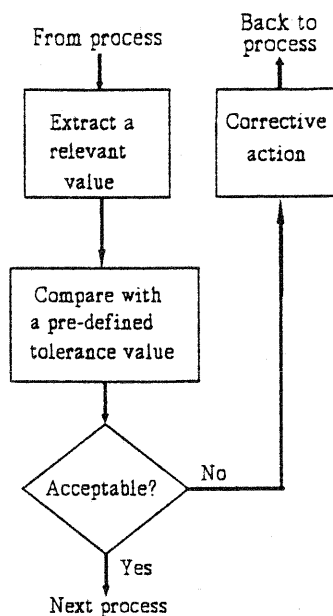 From process
Extract a
relevant
value
Compare with
a pre-defined
tolerance value
Acceptable?
No
Yes
Next process
Corrective
action
Back to
process